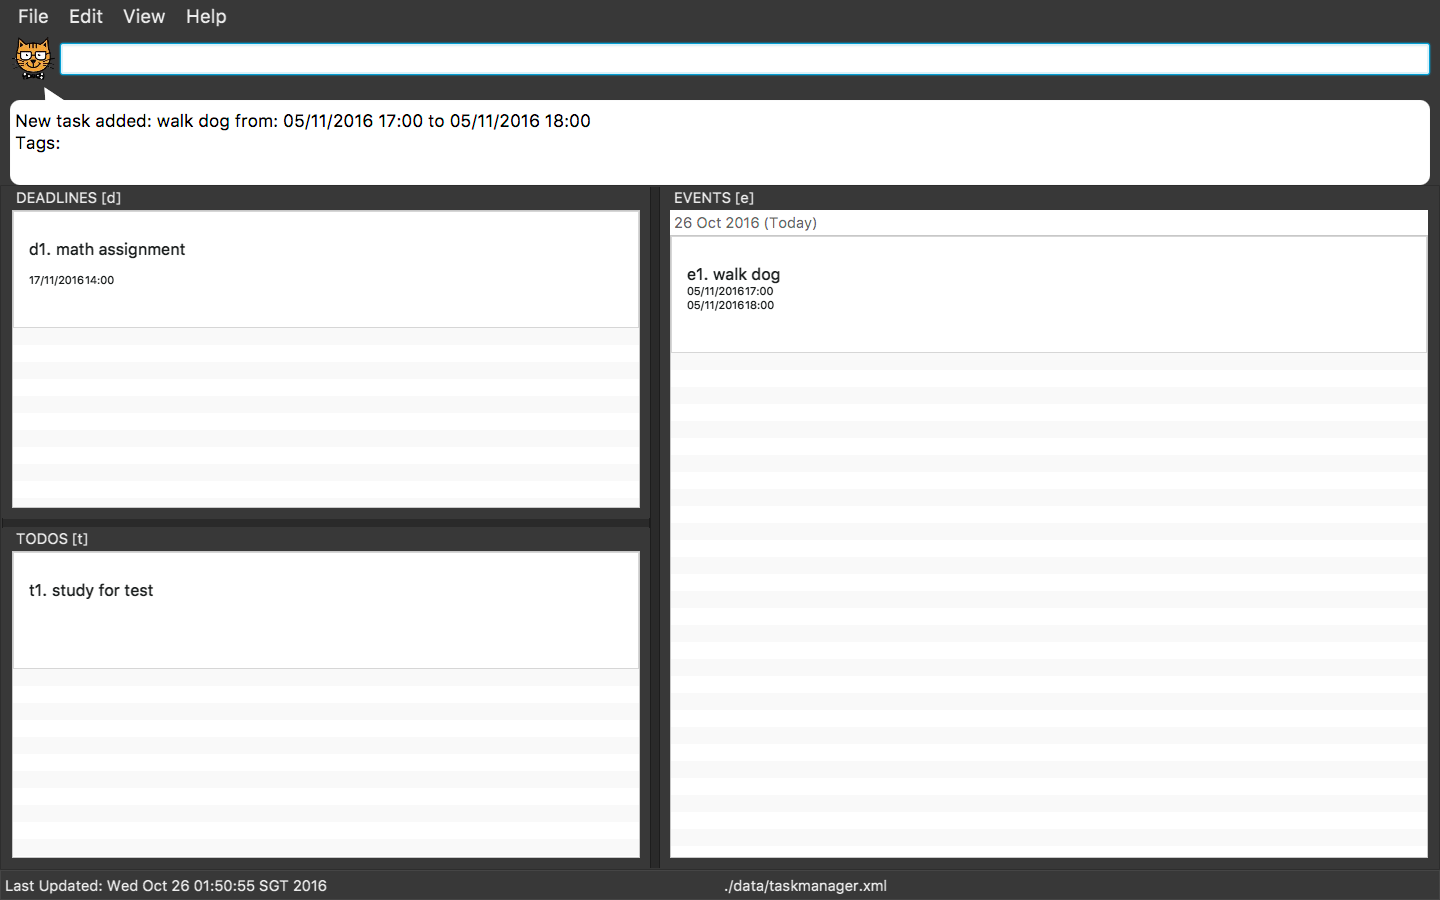 File Edit View Help
New task added: walk dog from: 05/11/2016 17:00 to 05/11/2016 18:00
Tags:
DEADLINES [d]
d1. math assignment
17/11/201614:00
TODOS [t]
t1. study for test
EVENTS [e]
26 Oct 2016 (Today)
e1. walk dog
05/11/201617:00
05/11/201618:00
Last Updated: Wed Oct 26 01:50:55 SGT 2016
./data/taskmanager.xml